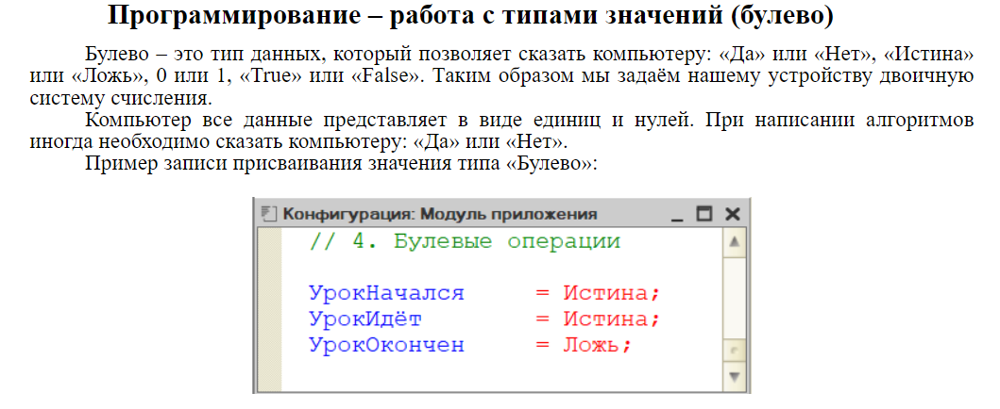 Программирование – работа с типами значений (булево)
Булево – это тип данных, который позволяет сказать компьютеру: «Да» или «Нет», «Истина»
или «Ложь», 0 или 1, «True» или «False». Таким образом мы задаём нашему устройству двоичную
систему счисления.
Компьютер все данные представляет в виде единиц и нулей. При написании алгоритмов
иногда необходимо сказать компьютеру: «Да» или «Нет».
Пример записи присваивания значения типа «Булево»:
Конфигурация: Модуль приложения
// 4. Булевые операции
УрокНачался = Истина;
УрокИдёт = Истина;
УрокОкончен = Ложь;